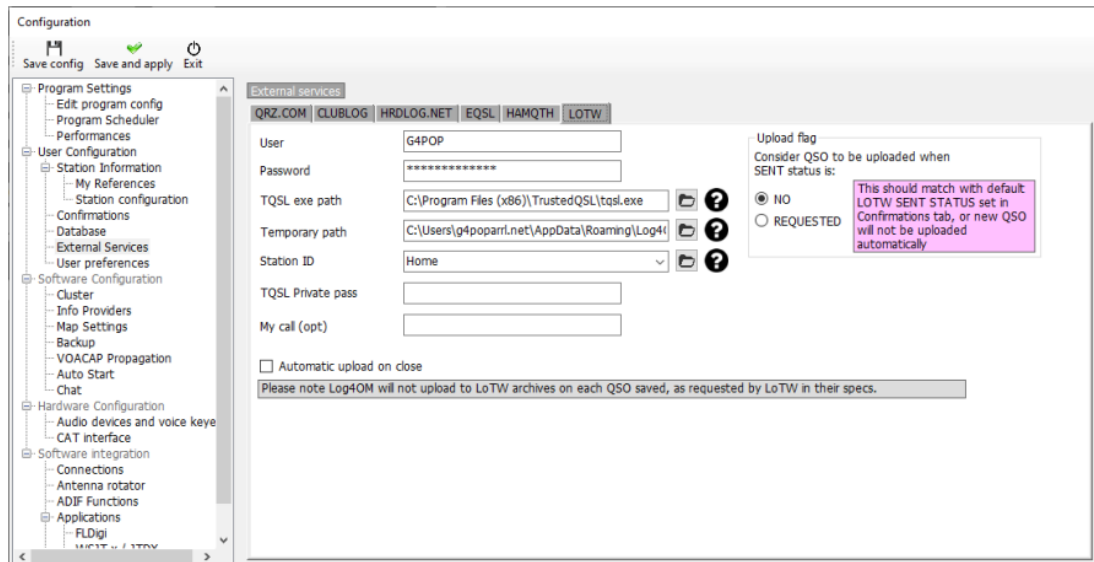 Configuration
Save config Save and apply Exit
Program Settings
Edit program config
Program Scheduler
Performances
User Configuration
Station Information
My References
Station configuration
Confirmations
Database
External Services
User preferences
Software Configuration
Cluster
Info Providers
Map Settings
Backup
VOACAP Propagation
Auto Start
Chat
Hardware Configuration
Audio devices and voice keye
CAT interface
Software integration
Connections
Antenna rotator
ADIF Functions
Applications
FLDigi
WSJT-x / JTDX
External services
QRZ.COM CLUBLOG HRDLOG.NET EQSL HAMQTH LOTW
User G4POP
Password *************
TQSL exe path C:\Program Files (x86)\TrustedQSL\tqsl.exe
Temporary path C:\Users\g4poparrl.net\AppData\Roaming\Log4(
Station ID Home
TQSL Private pass
My call (opt)
Automatic upload on close
Please note Log4OM will not upload to LoTW archives on each QSO saved, as requested by LoTW in their specs.
Upload flag
Consider QSO to be uploaded when
SENT status is:
NO
REQUESTED
This should match with default
LOTW SENT STATUS set in
Confirmations tab, or new QSO
will not be uploaded
automatically